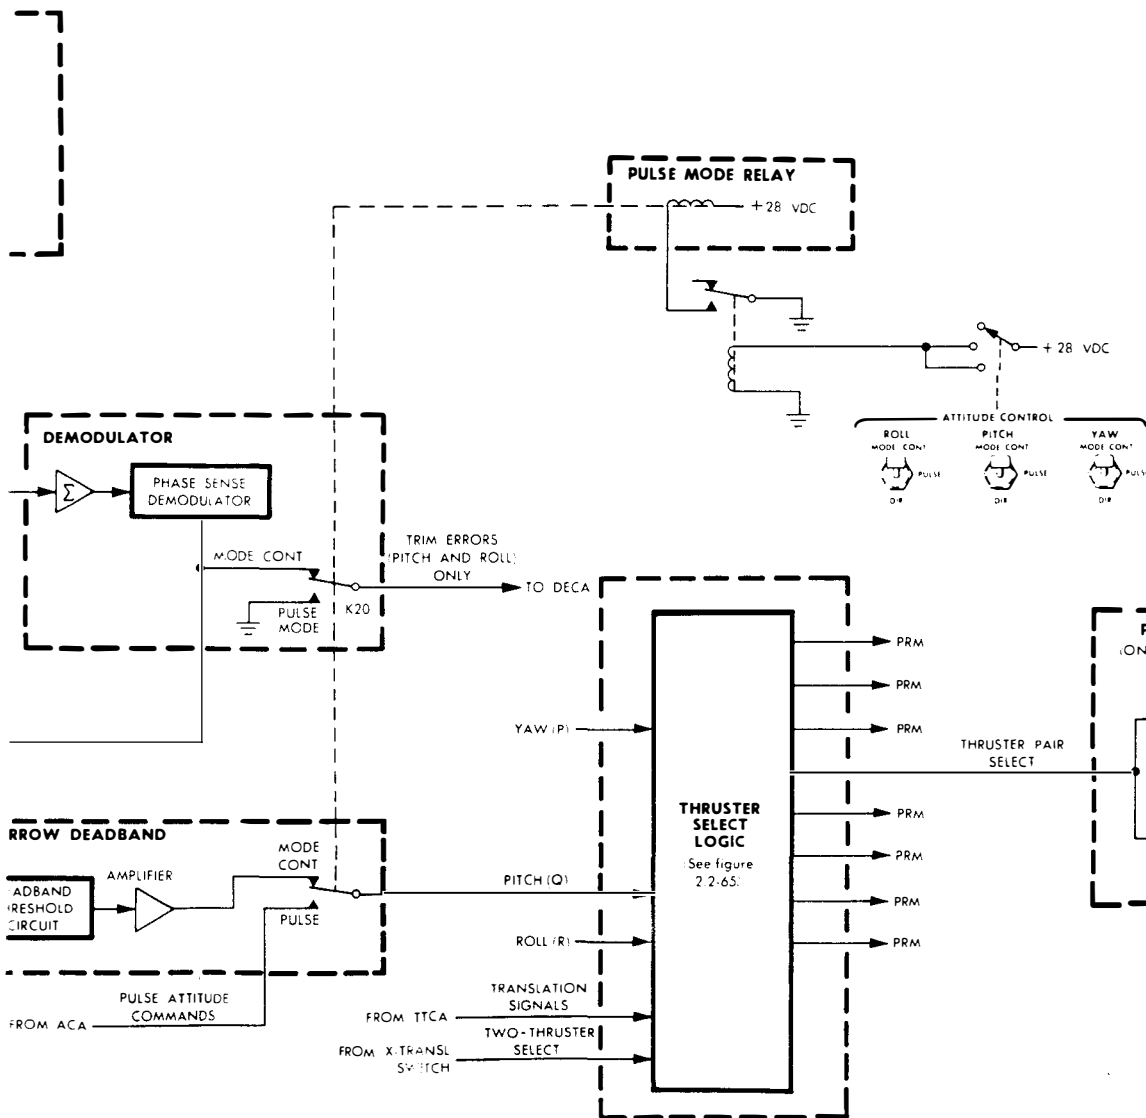 PULSE MODE RELAY
+28 VDC
+ 28 VDC
ATTITUDE CONTROL
ROLL
MODE CONT
PULSE
DIR
PITCH
MODE CONT
PULSE
DIR
YAW
MODE CONT
DIR
DEMODULATOR
Σ
PHASE SENSE
DEMODULATOR
MODE CONT
PULSE
MODE
K20
TRIM ERRORS
(PITCH AND ROLL)
ONLY
TO DECA
RROW DEADBAND
ADBAND
RESHOLD
CIRCUIT
AMPLIFIER
MODE
CONT
PULSE
PULSE ATTITUDE
COMMANDS
FROM ACA
YAW (P)
PITCH (Q)
ROLL (R)
TRANSLATION
SIGNALS
FROM TTCA
TWO-THRUSTER
SELECT
FROM X-TRANSL
SWITCH
THRUSTER
SELECT
LOGIC
(See figure
2.2-65.)
PRM
PRM
PRM
THRUSTER PAIR
SELECT
PRM
PRM
PRM
PRM
(ON